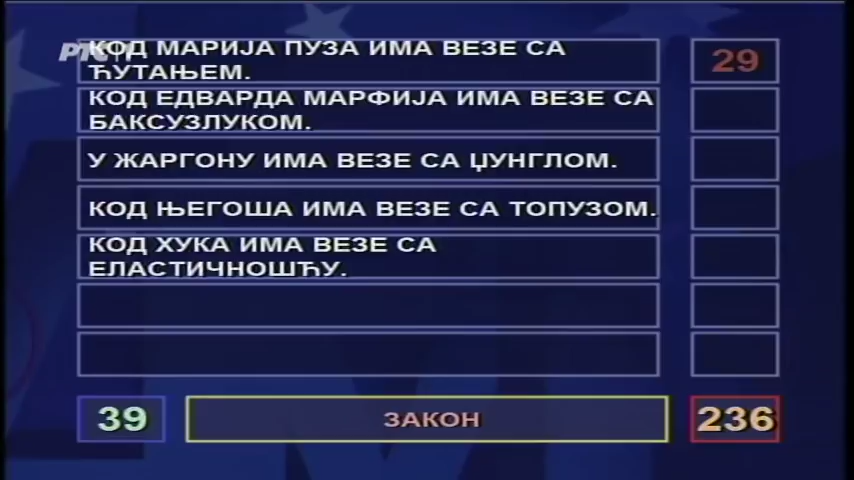 РТС
КОД МАРИЈА ПУЗА ИМА ВЕЗЕ СА
ЋУТАЊЕМ.
29
КОД ЕДВАРДА МАРФИЈА ИМА ВЕЗЕ СА
БАКСУЗЛУКОМ.
У ЖАРГОНУ ИМА ВЕЗЕ СА ЏУНГЛОМ.
КОД ЊЕГОША ИМА ВЕЗЕ СА ТОПУЗОМ.
КОД ХУКА ИМА ВЕЗЕ СА
ЕЛАСТИЧНОШЋУ.
39
ЗАКОН
236